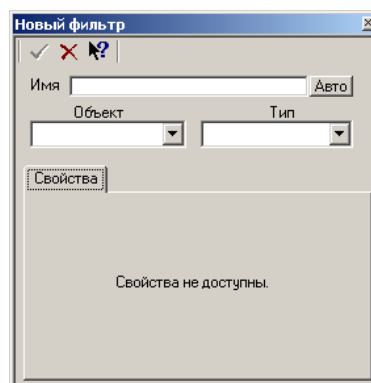 Новый фильтр
Имя Авто
Объект Тип
Свойства
Свойства не доступны.